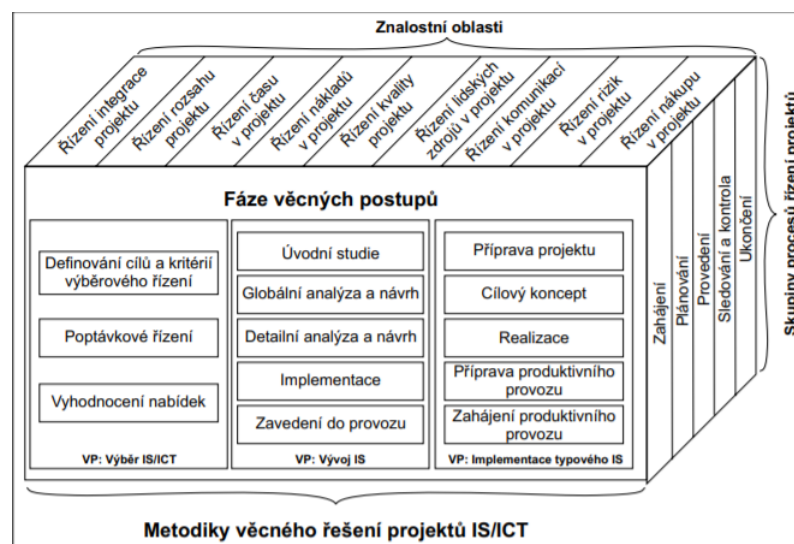 Znalostní oblasti
Řízení integrace
projektu
Řízení rozsahu
projektu
Řízení času
v projektu
Řízení nákladů
v projektu
Řízení kvality
projektu
Řízení lidských
zdrojů v projektu
Řízení komunikací
v projektu
Řízení rizik
v projektu
Řízení nákupu
v projektu
Fáze věcných postupů
Definování cílů a kritérií
výběrového řízení
Poptávkové řízení
Vyhodnocení nabídek
VP: Výběr IS/ICT
Úvodní studie
Globální analýza a návrh
Detailní analýza a návrh
Implementace
Zavedení do provozu
VP: Vývoj IS
Příprava projektu
Cílový koncept
Realizace
Příprava produktivního
provozu
Zahájení produktivního
provozu
VP: Implementace typového IS
Zahájení
Plánování
Provedení
Sledování a kontrola
Ukončení
Skupiny procesů řízení projektů
Metodiky věcného řešení projektů IS/ICT